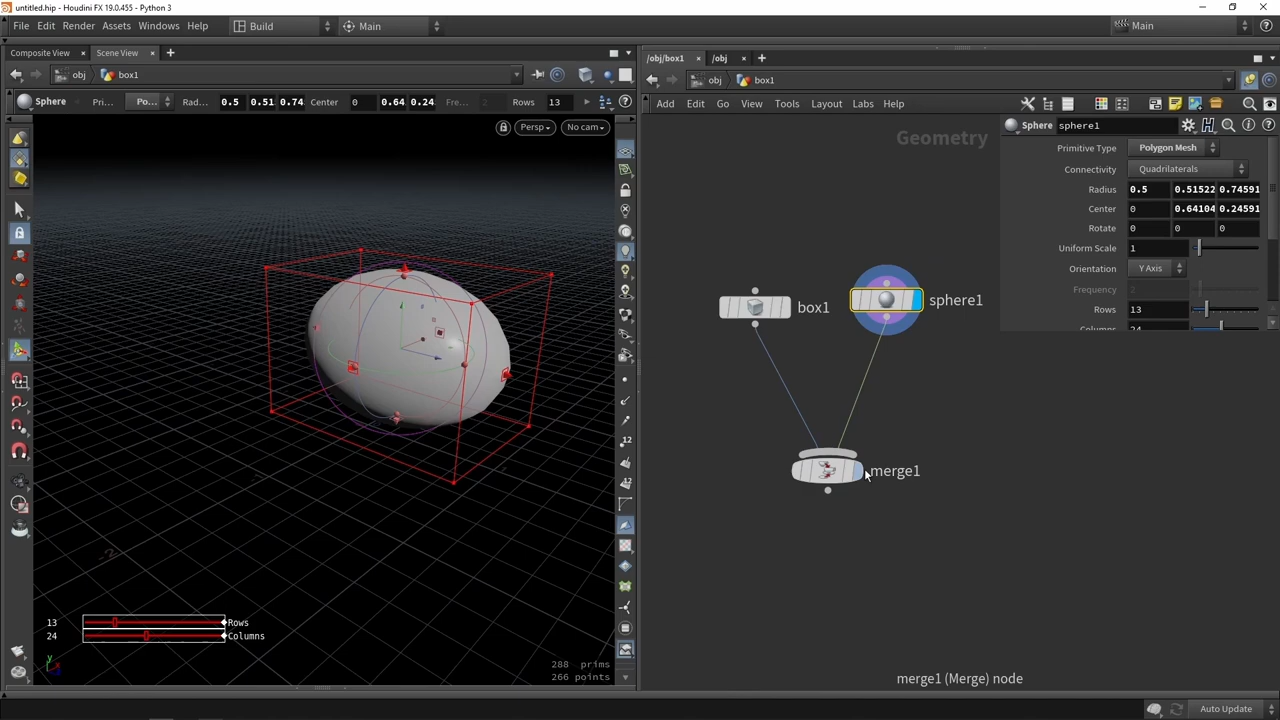 untitled.hip - Houdini FX 19.0.455 - Python 3
File Edit Render Assets Windows Help Build Main Main
Composite View Scene View
obj box1
Sphere Pri... Po... Rad... 0.5 0.51 0.74 Center 0 0.64 0.24 Fre... 2 Rows 13
Persp No cam
13 Rows
24 Columns
288 prims
266 points
/obj/box1 /obj
obj box1
Add Edit Go View Tools Layout Labs Help
Geometry
Sphere sphere1
Primitive Type Polygon Mesh
Connectivity Quadrilaterals
Radius 0.5 0.51522 0.74591
Center 0 0.64104 0.24591
Rotate 0 0 0
Uniform Scale 1
Orientation Y Axis
Frequency 2
Rows 13
Columns 24
box1
sphere1
merge1
merge1 (Merge) node
Auto Update